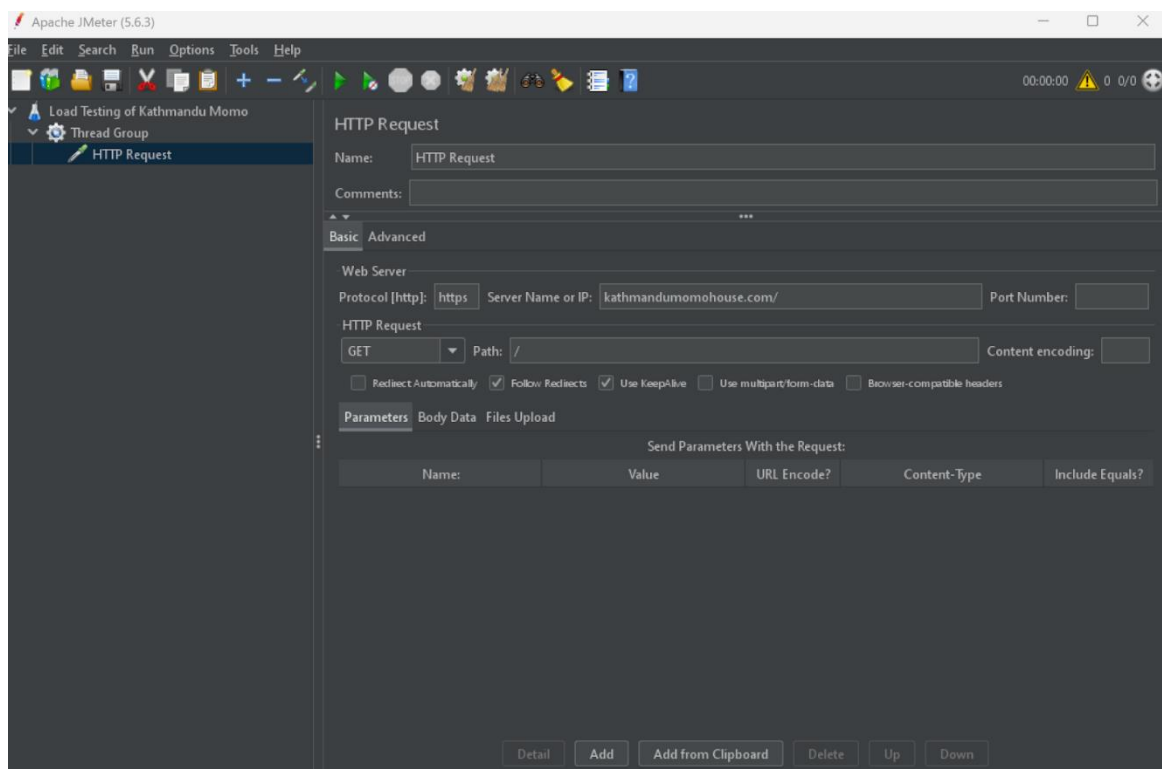 Apache JMeter (5.6.3)
File Edit Search Run Options Tools Help
STOP
00:00:00 0 0/0
Load Testing of Kathmandu Momo
Thread Group
HTTP Request
HTTP Request
Name: HTTP Request
Comments:
Basic Advanced
Web Server
Protocol [http]: https Server Name or IP: kathmandumomohouse.com/ Port Number:
HTTP Request
GET Path: / Content encoding:
Redirect Automatically Follow Redirects Use KeepAlive Use multipart/form-data Browser-compatible headers
Parameters Body Data Files Upload
Send Parameters With the Request:
Name: Value URL Encode? Content-Type Include Equals?
Detail Add Add from Clipboard Delete Up Down